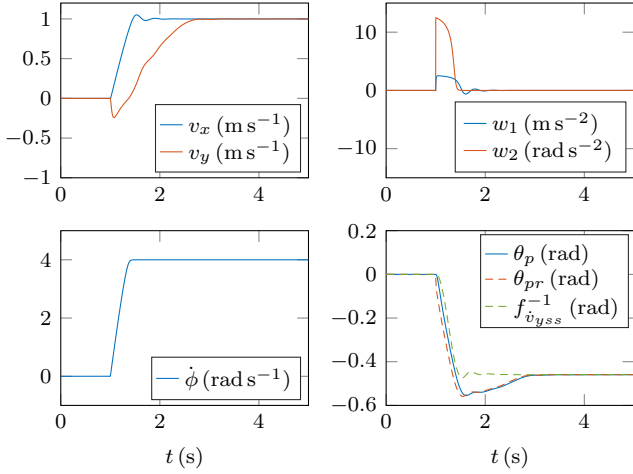 1
0.5
0
-0.5
-1
0 2 4
v_x (m s⁻¹)
v_y (m s⁻¹)
10
0
−10
0 2 4
w_1 (m s⁻²)
w_2 (rad s⁻²)
4
2
0
0 2 4
ϕ̇ (rad s⁻¹)
t (s)
0.2
0
−0.2
−0.4
−0.6
0 2 4
θ_p (rad)
θ_pr (rad)
f⁻¹_v̇yss (rad)
t (s)